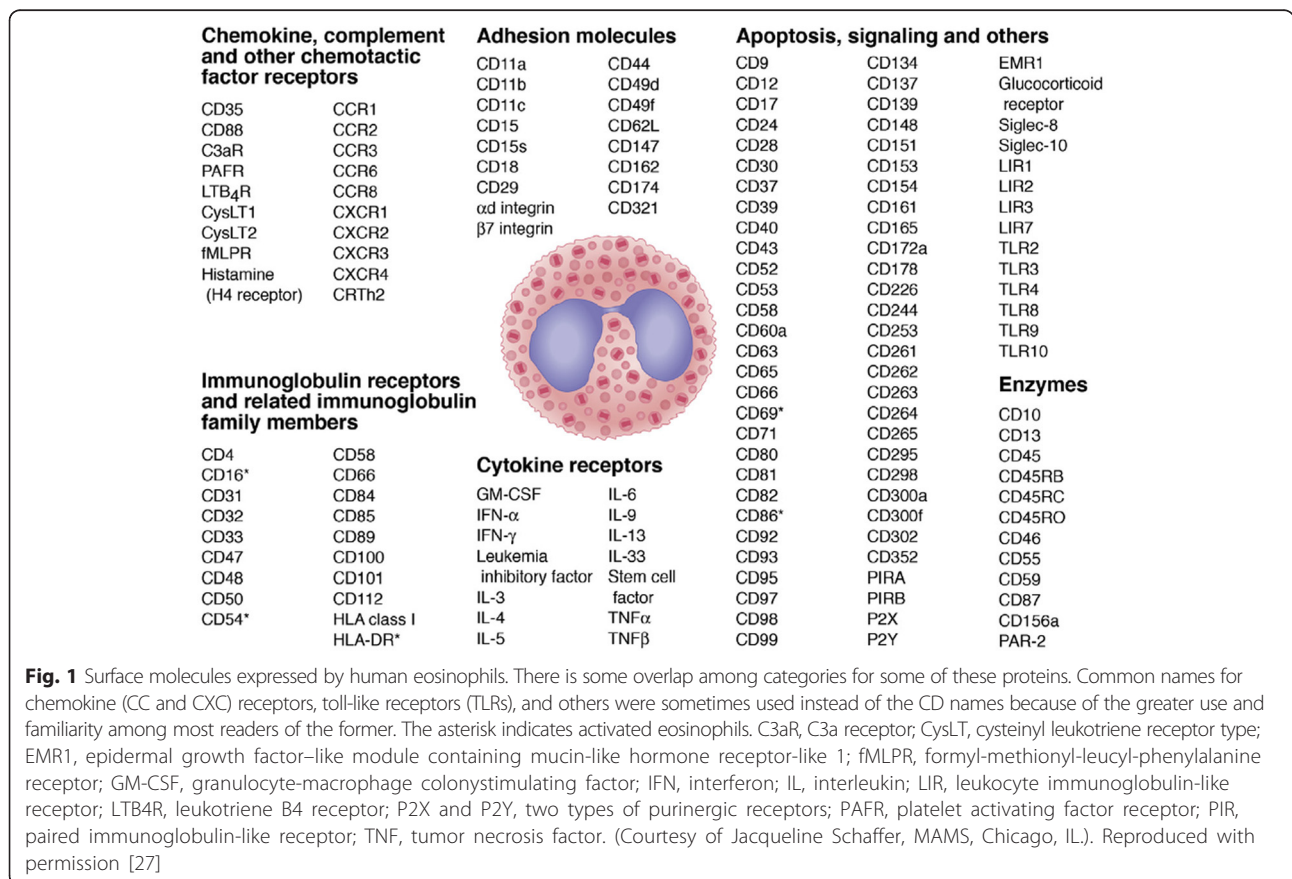 Chemokine, complement
and other chemotactic
factor receptors
CD35
CD88
C3aR
PAFR
LTB4R
CysLT1
CysLT2
fMLPR
Histamine
(H4 receptor)
CCR1
CCR2
CCR3
CCR6
CCR8
CXCR1
CXCR2
CXCR3
CXCR4
CRTh2
Adhesion molecules
CD11a
CD11b
CD11c
CD15
CD15s
CD18
CD29
αd integrin
β7 integrin
CD44
CD49d
CD49f
CD62L
CD147
CD162
CD174
CD321
Apoptosis, signaling and others
CD9
CD12
CD17
CD24
CD28
CD30
CD37
CD39
CD40
CD43
CD52
CD53
CD58
CD60a
CD63
CD65
CD66
CD69*
CD71
CD80
CD81
CD82
CD86*
CD92
CD93
CD95
CD97
CD98
CD99
CD134
CD137
CD139
CD148
CD151
CD153
CD154
CD161
CD165
CD172a
CD178
CD226
CD244
CD253
CD261
CD262
CD263
CD264
CD265
CD295
CD298
CD300a
CD300f
CD302
CD352
PIRA
PIRB
P2X
P2Y
EMR1
Glucocorticoid
receptor
Siglec-8
Siglec-10
LIR1
LIR2
LIR3
LIR7
TLR2
TLR3
TLR4
TLR8
TLR9
TLR10
Immunoglobulin receptors
and related immunoglobulin
family members
CD4
CD16*
CD31
CD32
CD33
CD47
CD48
CD50
CD54*
CD58
CD66
CD84
CD85
CD89
CD100
CD101
CD112
HLA class I
HLA-DR*
Cytokine receptors
GM-CSF
IFN-α
IFN-γ
Leukemia
inhibitory factor
IL-3
IL-4
IL-5
IL-6
IL-9
IL-13
IL-33
Stem cell
factor
TNFα
TNFβ
Enzymes
CD10
CD13
CD45
CD45RB
CD45RC
CD45RO
CD46
CD55
CD59
CD87
CD156a
PAR-2
Fig. 1 Surface molecules expressed by human eosinophils. There is some overlap among categories for some of these proteins. Common names for
chemokine (CC and CXC) receptors, toll-like receptors (TLRs), and others were sometimes used instead of the CD names because of the greater use and
familiarity among most readers of the former. The asterisk indicates activated eosinophils. C3aR, C3a receptor; CysLT, cysteinyl leukotriene receptor type;
EMR1, epidermal growth factor–like module containing mucin-like hormone receptor-like 1; fMLPR, formyl-methionyl-leucyl-phenylalanine
receptor; GM-CSF, granulocyte-macrophage colonystimulating factor; IFN, interferon; IL, interleukin; LIR, leukocyte immunoglobulin-like
receptor; LTB4R, leukotriene B4 receptor; P2X and P2Y, two types of purinergic receptors; PAFR, platelet activating factor receptor; PIR,
paired immunoglobulin-like receptor; TNF, tumor necrosis factor. (Courtesy of Jacqueline Schaffer, MAMS, Chicago, IL.). Reproduced with
permission [27]